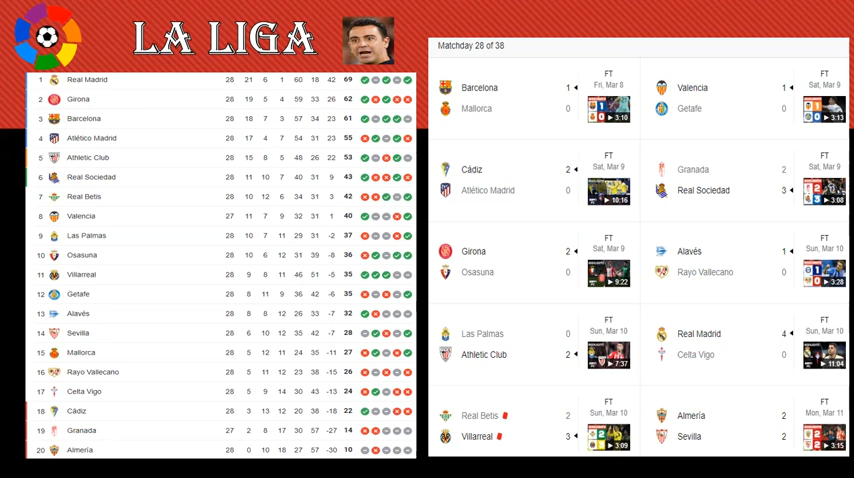 LA LIGA
1 Real Madrid 28 21 6 1 60 18 42 69
2 Girona 28 19 5 4 59 33 26 62
3 Barcelona 28 18 7 3 57 34 23 61
4 Atlético Madrid 28 17 4 7 54 31 23 55
5 Athletic Club 28 15 8 5 48 26 22 53
6 Real Sociedad 28 11 10 7 40 31 9 43
7 Real Betis 28 10 12 6 34 31 3 42
8 Valencia 27 11 7 9 32 31 1 40
9 Las Palmas 28 10 7 11 29 31 -2 37
10 Osasuna 28 10 6 12 31 39 -8 36
11 Villarreal 28 9 8 11 46 51 -5 35
12 Getafe 28 8 11 9 36 42 -6 35
13 Alavés 28 8 8 12 26 33 -7 32
14 Sevilla 28 6 10 12 35 42 -7 28
15 Mallorca 28 5 12 11 24 35 -11 27
16 Rayo Vallecano 28 5 11 12 23 38 -15 26
17 Celta Vigo 28 5 9 14 30 43 -13 24
18 Cádiz 28 3 13 12 20 38 -18 22
19 Granada 27 2 8 17 30 57 -27 14
20 Almería 28 0 10 18 27 57 -30 10
Matchday 28 of 38
FT
Barcelona 1 Fri, Mar 8
Mallorca 0
1
0
3:10
FT
Valencia 1 Sat, Mar 9
Getafe 0
1
0
3:13
FT
Cádiz 2 Sat, Mar 9
Atlético Madrid 0
10:16
FT
Granada 2 Sat, Mar 9
Real Sociedad 3
2
3
3:08
FT
Girona 2 Sat, Mar 9
Osasuna 0
9:22
FT
Alavés 1 Sun, Mar 10
Rayo Vallecano 0
1
0
3:28
FT
Las Palmas 0 Sun, Mar 10
Athletic Club 2
7:37
FT
Real Madrid 4 Sun, Mar 10
Celta Vigo 0
11:04
FT
Real Betis 2 Sun, Mar 10
Villarreal 3
2
3:09
FT
Almería 2 Mon, Mar 11
Sevilla 2
2
2
3:15